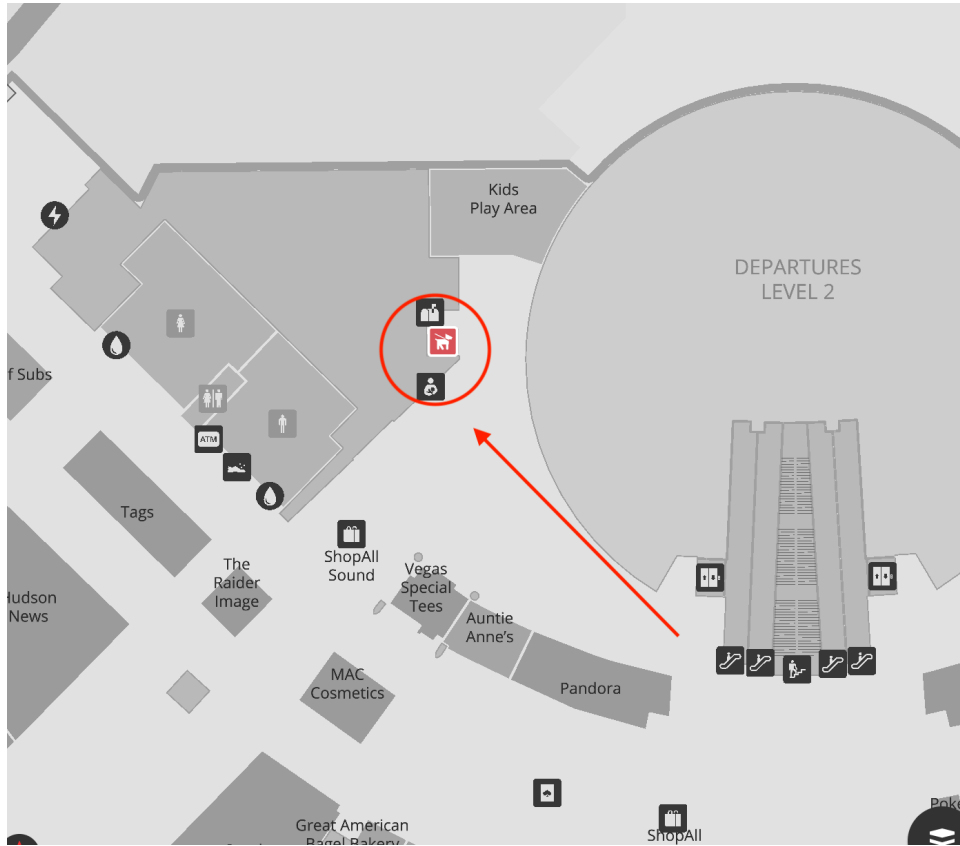 Kids
Play Area
DEPARTURES
LEVEL 2
f Subs
ATM
Tags
ShopAll
Sound
The
Raider
Image
Vegas
Special
Tees
Hudson
News
Auntie
Anne's
MAC
Cosmetics
Pandora
Great American
Bagel Bakery
ShopAll
Poke